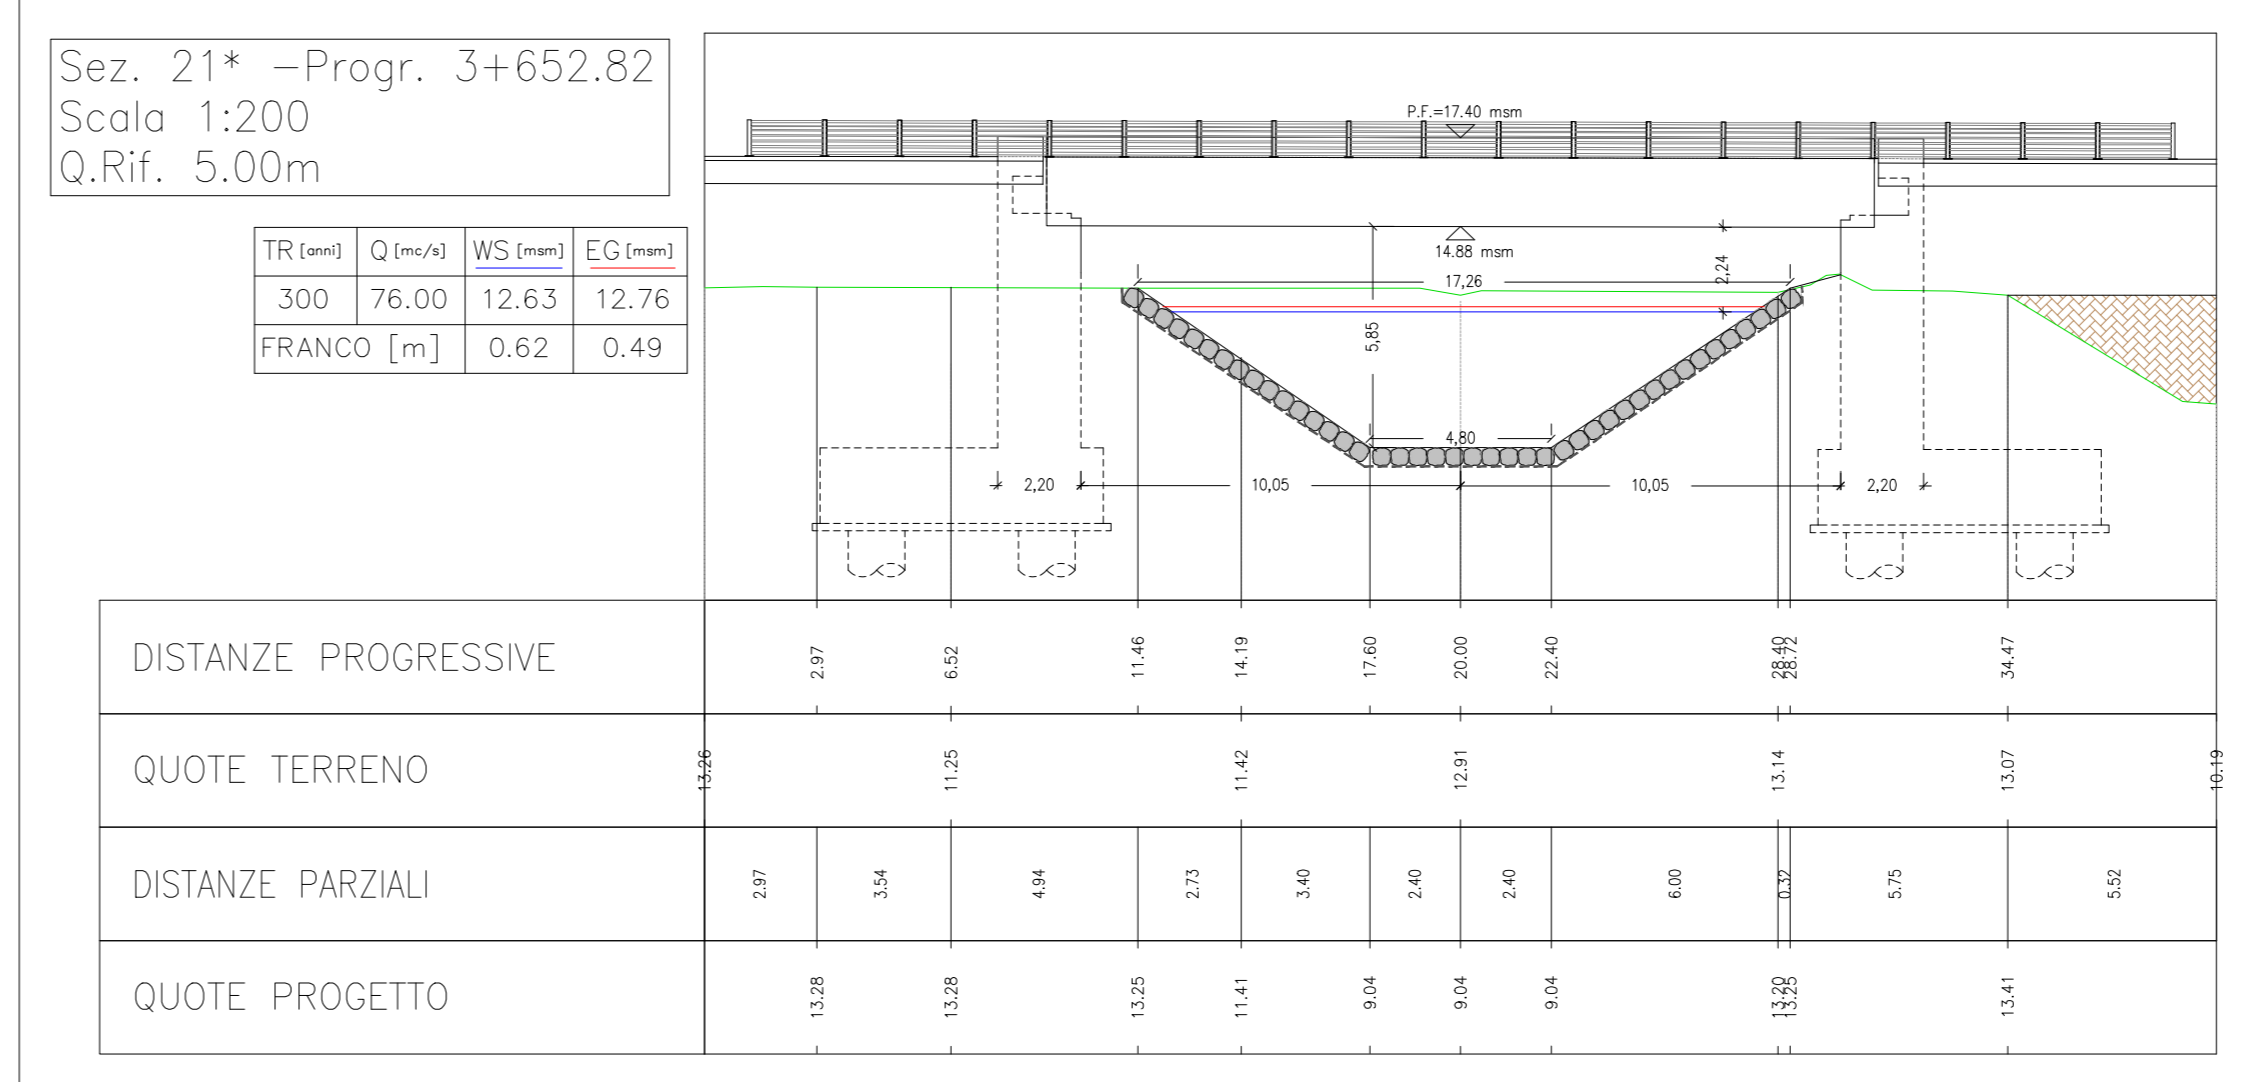 Sez. 21* -Progr. 3+652.82
Scala 1:200
Q.Rif. 5.00m
TR [anni] Q [mc/s] WS [msm] EG [msm]
300 76.00 12.63 12.76
FRANCO [m] 0.62 0.49
P.F.=17.40 msm
14.88 msm
17,26
2,24
5,85
4,80
2,20 10,05 10,05 2,20
DISTANZE PROGRESSIVE 2.97 6.52 11.46 14.19 17.60 20.00 22.40 28.40 28.72 34.47
QUOTE TERRENO 13.26 11.25 11.42 12.91 13.14 13.07 10.19
DISTANZE PARZIALI 2.97 3.54 4.94 2.73 3.40 2.40 2.40 6.00 0.32 5.75 5.52
QUOTE PROGETTO 13.28 13.28 13.25 11.41 9.04 9.04 9.04 13.20 13.25 13.41